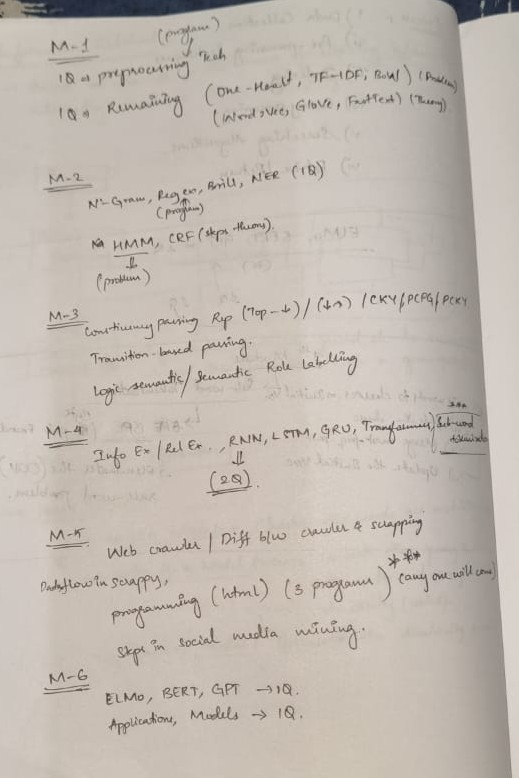 M-1 (program)
1Q → preprocessing Tech
1Q → Remaining (One-Heart, TF-IDF, BoW) (Problem)
(Word2Vec, GloVe, FastText) (Theory)
M-2
N-Gram, Regex, Brill, NER (1Q)
(program)
HMM, CRF (steps-theory).
(problem)
M-3
Constituency parsing Rep (Top-↓) / (↓→) / CKY / PCFG / PCKY
Transition-based parsing.
Logic semantic / Semantic Role Labelling
M-4
Info Ex / Rel Ex., RNN, LSTM, GRU, Transformer, Sub-word ***
(2Q).
M-5
Web crawler / Diff b/w crawler & scrapping
Dataflow in scrappy,
programming (html) (3 programs) *** (any one will come)
Steps in social media mining.
M-6
ELMo, BERT, GPT → 1Q.
Applications, Models → 1Q.